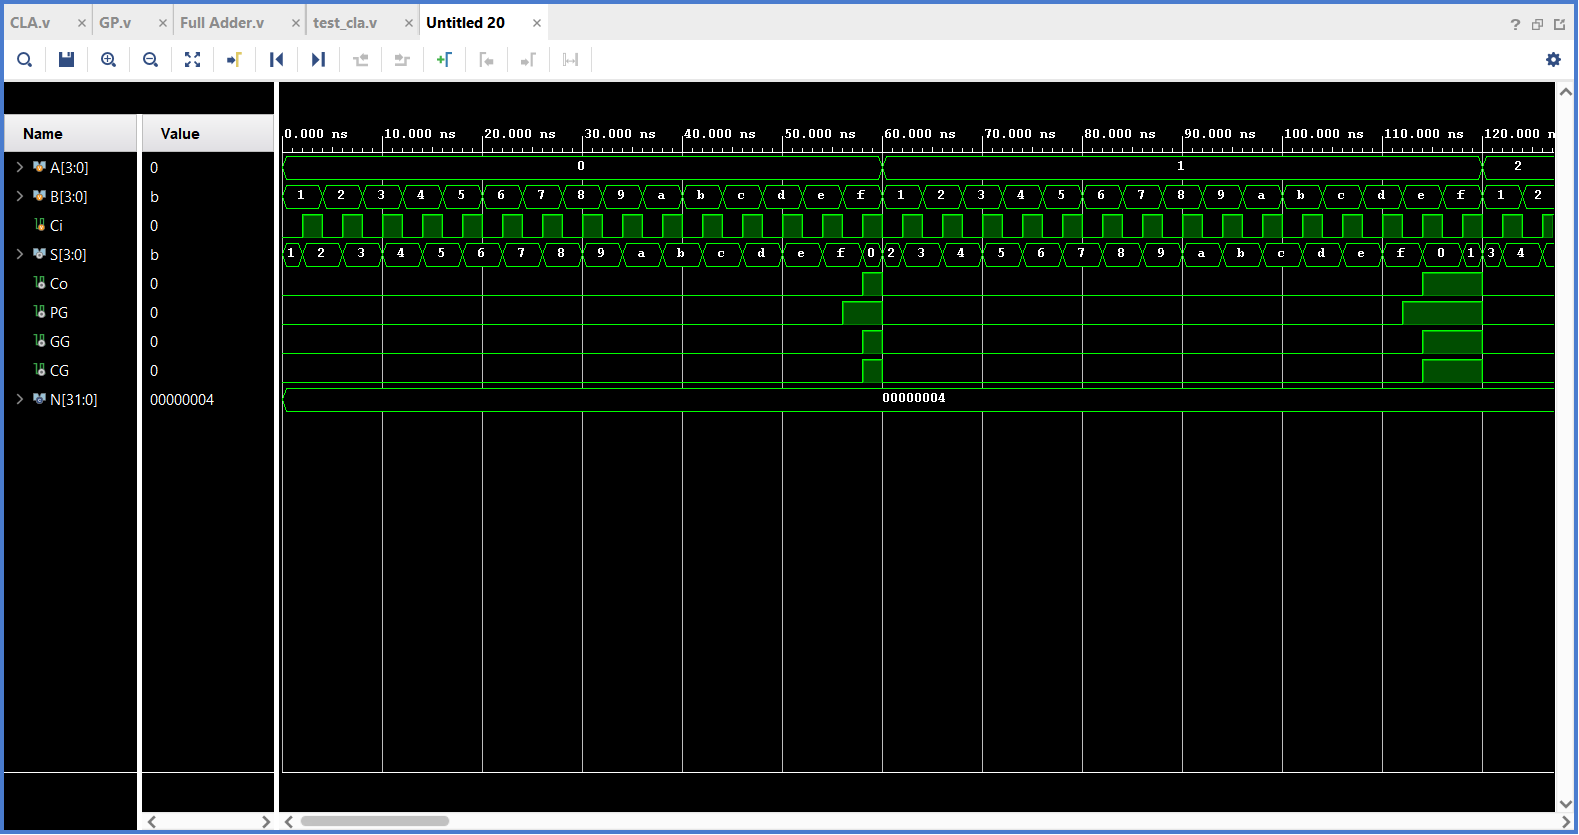 CLA.v × GP.v × Full Adder.v × test_cla.v × Untitled 20 ×
?
Name Value
0.000 ns 10.000 ns 20.000 ns 30.000 ns 40.000 ns 50.000 ns 60.000 ns 70.000 ns 80.000 ns 90.000 ns 100.000 ns 110.000 ns 120.000 n
A[3:0] 0 0 1 2
B[3:0] b 1 2 3 4 5 6 7 8 9 a b c d e f 1 2 3 4 5 6 7 8 9 a b c d e f 1 2
Ci 0
S[3:0] b 1 2 3 4 5 6 7 8 9 a b c d e f 0 2 3 4 5 6 7 8 9 a b c d e f 0 1 3 4
Co 0
PG 0
GG 0
CG 0
N[31:0] 00000004 00000004